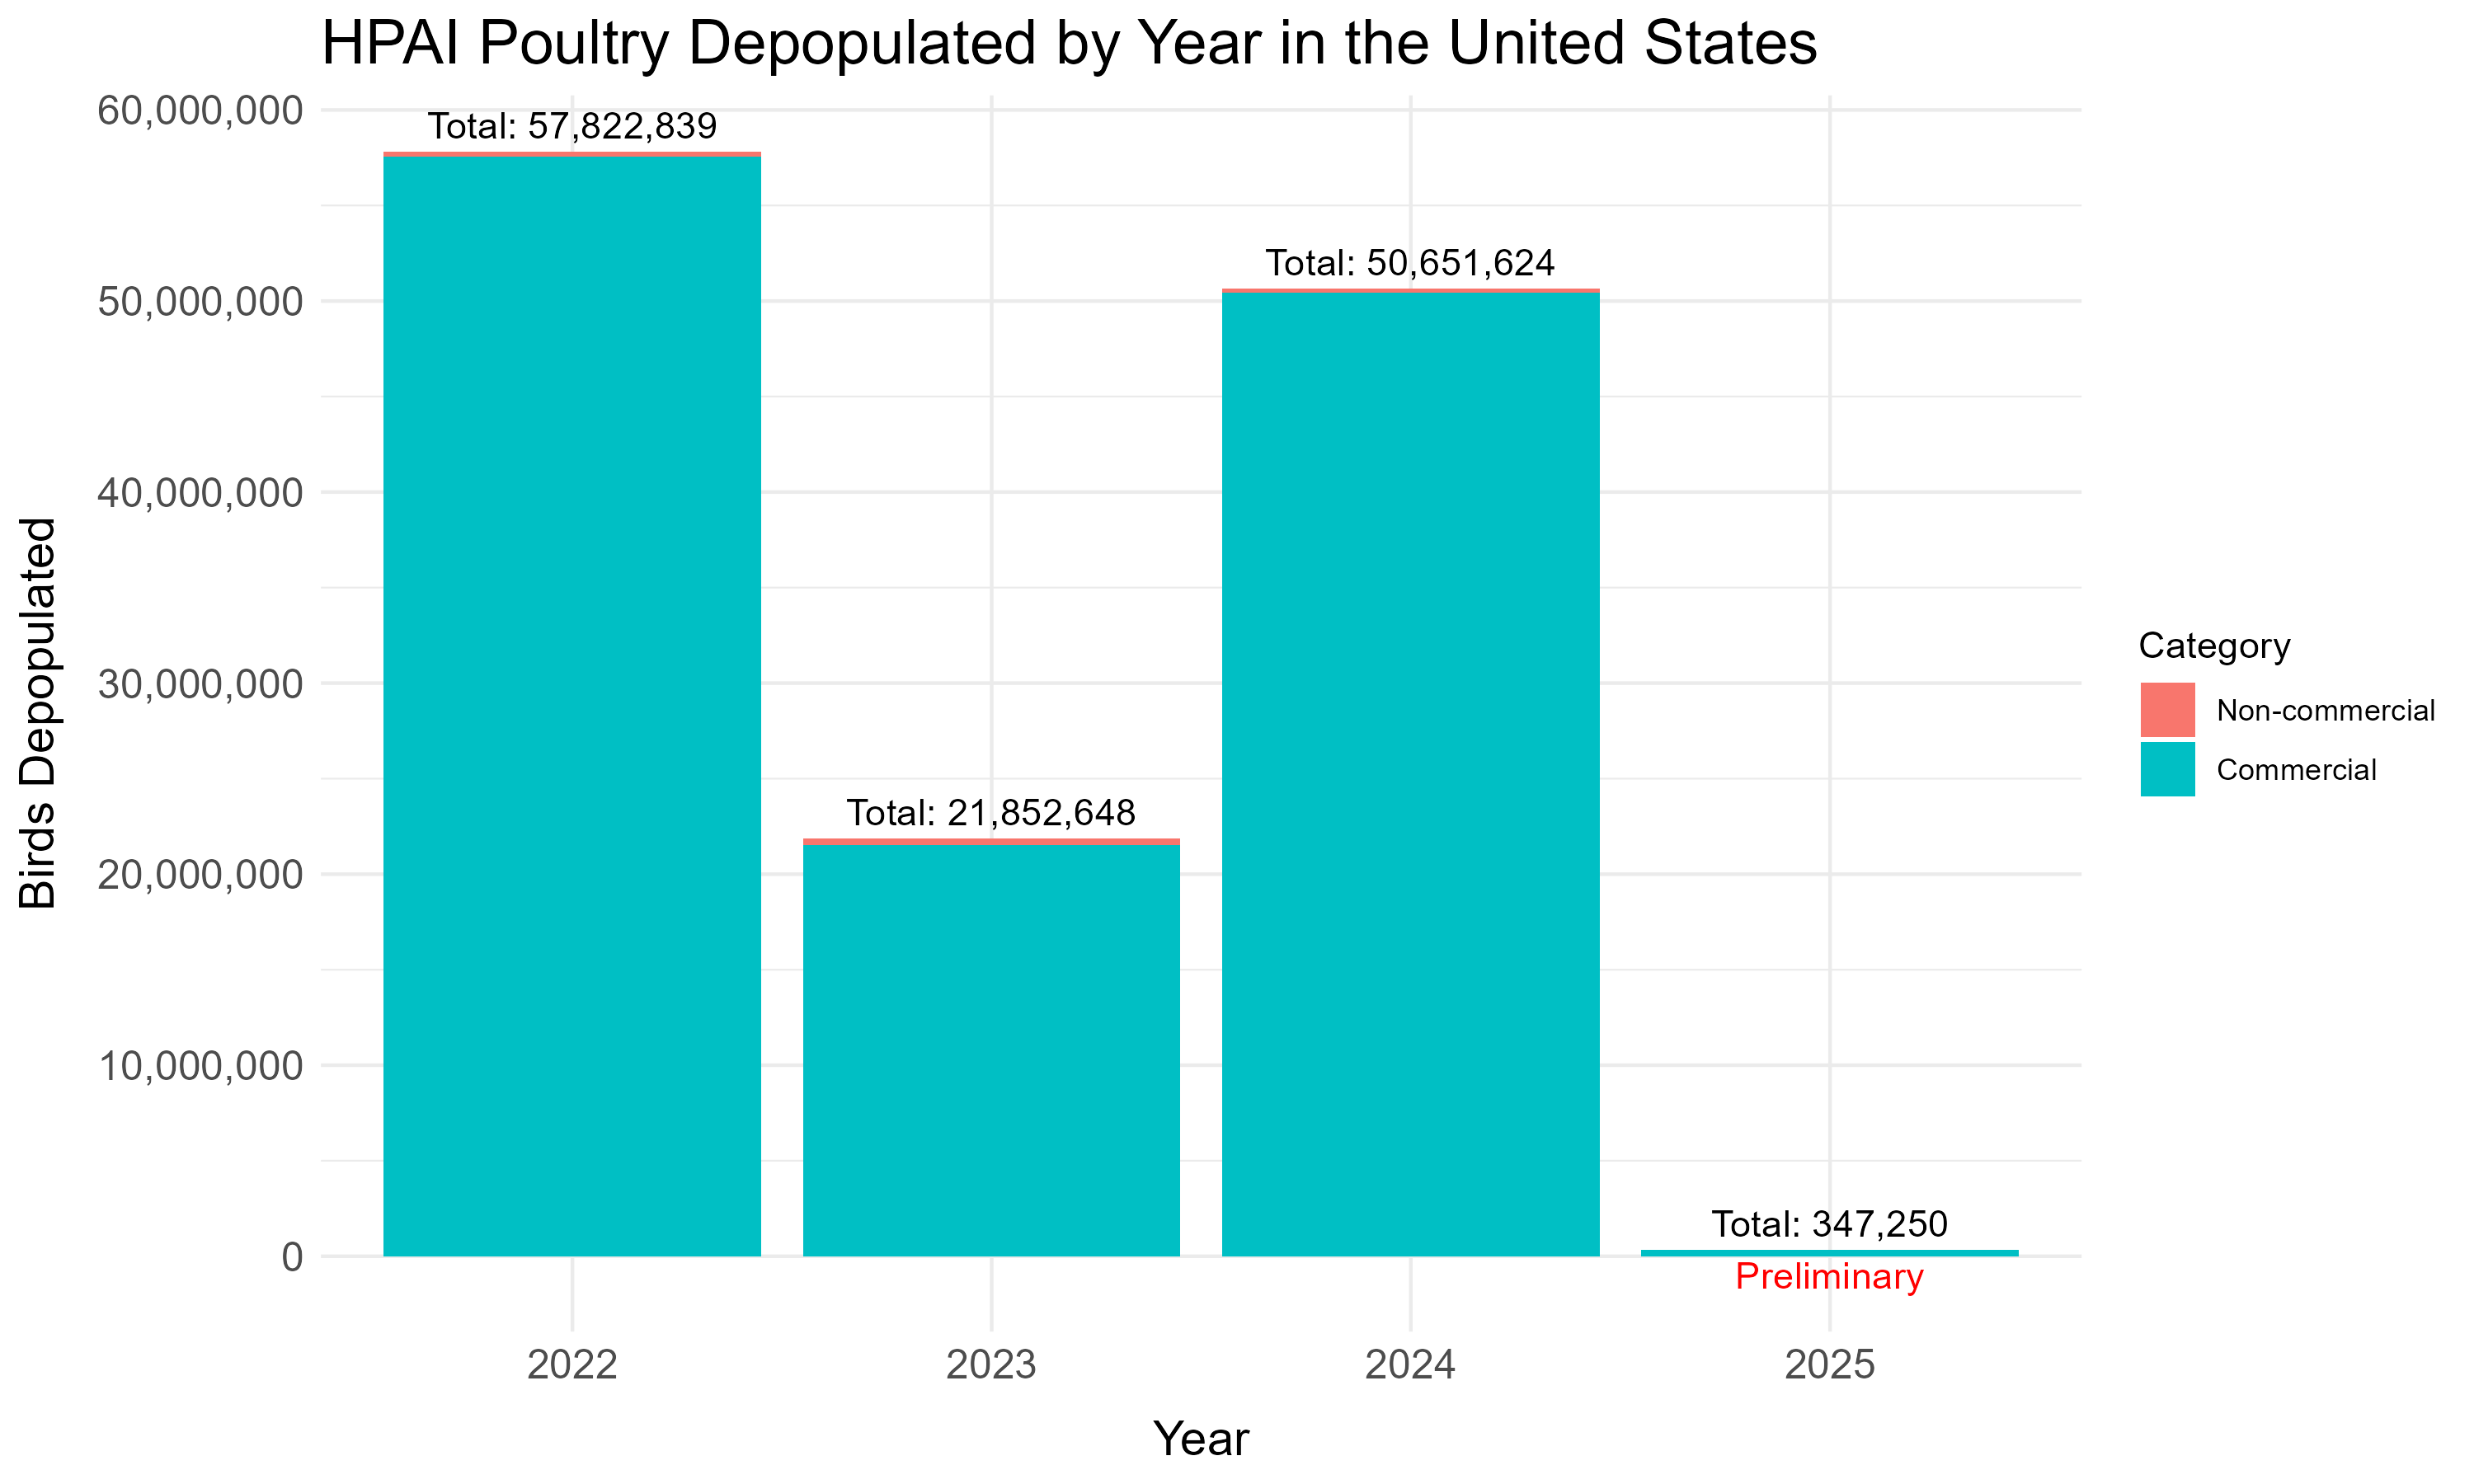 HPAI Poultry Depopulated by Year in the United States
60,000,000
50,000,000
40,000,000
30,000,000
20,000,000
10,000,000
0
Birds Depopulated
Total: 57,822,839
Total: 21,852,648
Total: 50,651,624
Total: 347,250
Preliminary
2022
2023
2024
2025
Year
Category
Non-commercial
Commercial